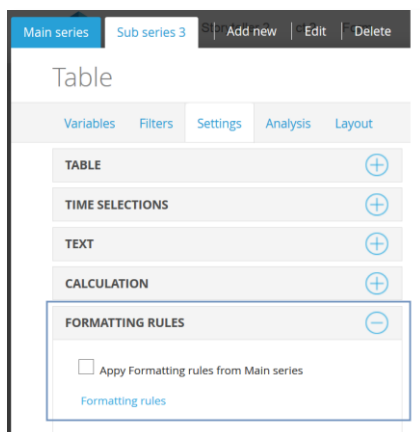 Main series Sub series 3 Add new Edit Delete
Table
Variables Filters Settings Analysis Layout
TABLE
TIME SELECTIONS
TEXT
CALCULATION
FORMATTING RULES
Appy Formatting rules from Main series
Formatting rules